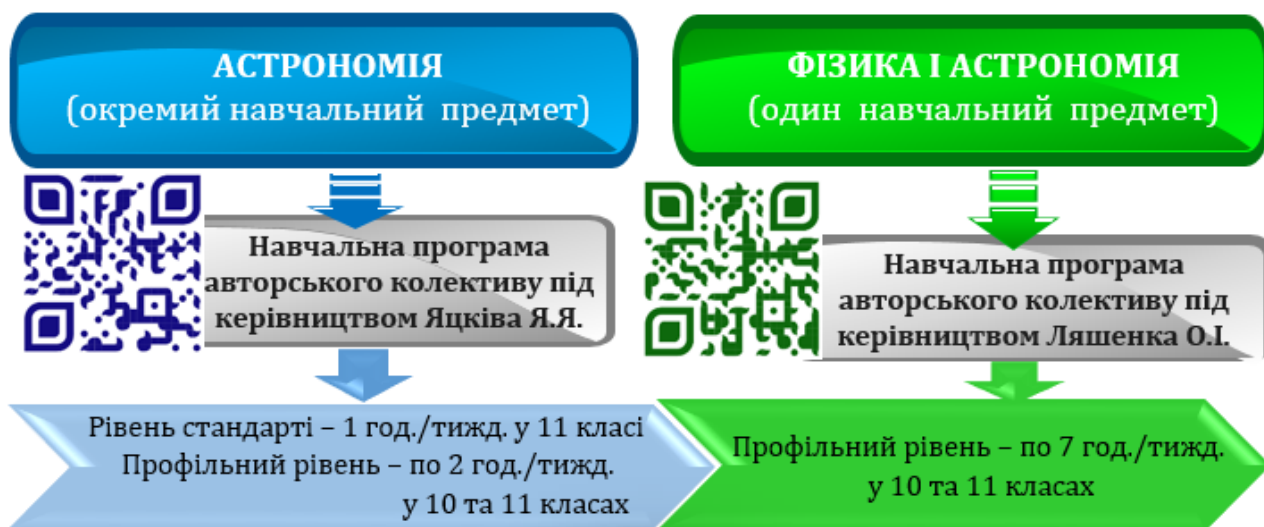 АСТРОНОМІЯ
(окремий навчальний предмет)
Навчальна програма
авторського колективу під
керівництвом Яцківа Я.Я.
Рівень стандарті – 1 год./тижд. у 11 класі
Профільний рівень – по 2 год./тижд.
у 10 та 11 класах
ФІЗИКА І АСТРОНОМІЯ
(один навчальний предмет)
Навчальна програма
авторського колективу під
керівництвом Ляшенка О.І.
Профільний рівень – по 7 год./тижд.
у 10 та 11 класах